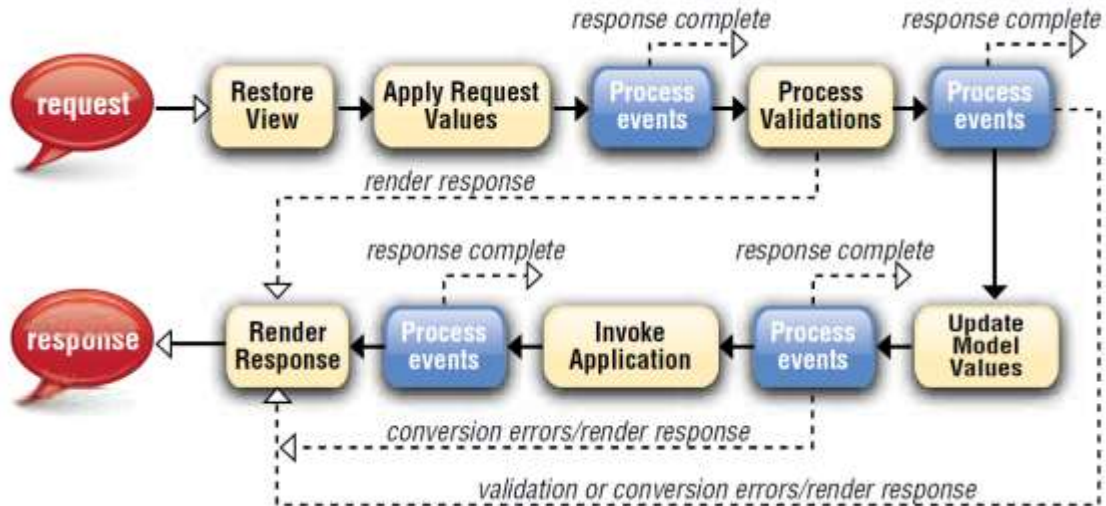 response complete
response complete
request
Restore
View
Apply Request
Values
Process
events
Process
Validations
Process
events
render response
response complete
response complete
response
Render
Response
Process
events
Invoke
Application
Process
events
Update
Model
Values
conversion errors/render response
validation or conversion errors/render response